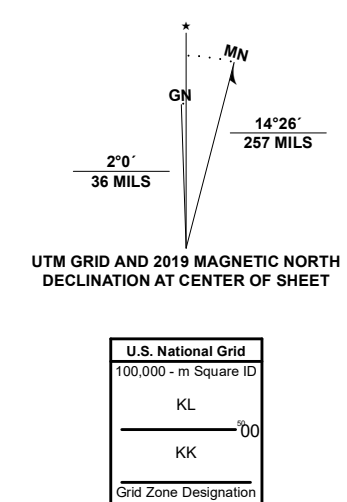 ★
MN
GN
14°26´
257 MILS
2°0´
36 MILS
UTM GRID AND 2019 MAGNETIC NORTH
DECLINATION AT CENTER OF SHEET
U.S. National Grid
100,000 - m Square ID
KL
5000
KK
Grid Zone Designation